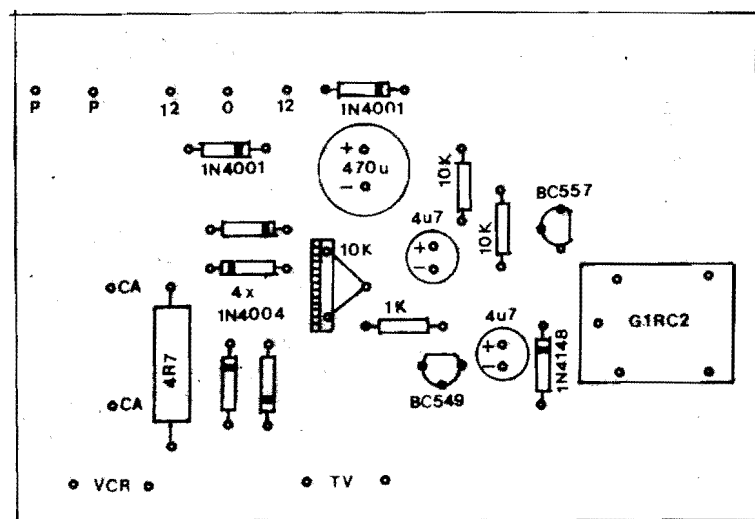 P P 12 0 12
1N4001
1N4001
+
470u
-
10K
10K
BC557
4u7
+
-
10K
CA
4x
1N4004
1K
4R7
4u7
+
-
1N4148
G1RC2
CA
BC549
VCR
TV